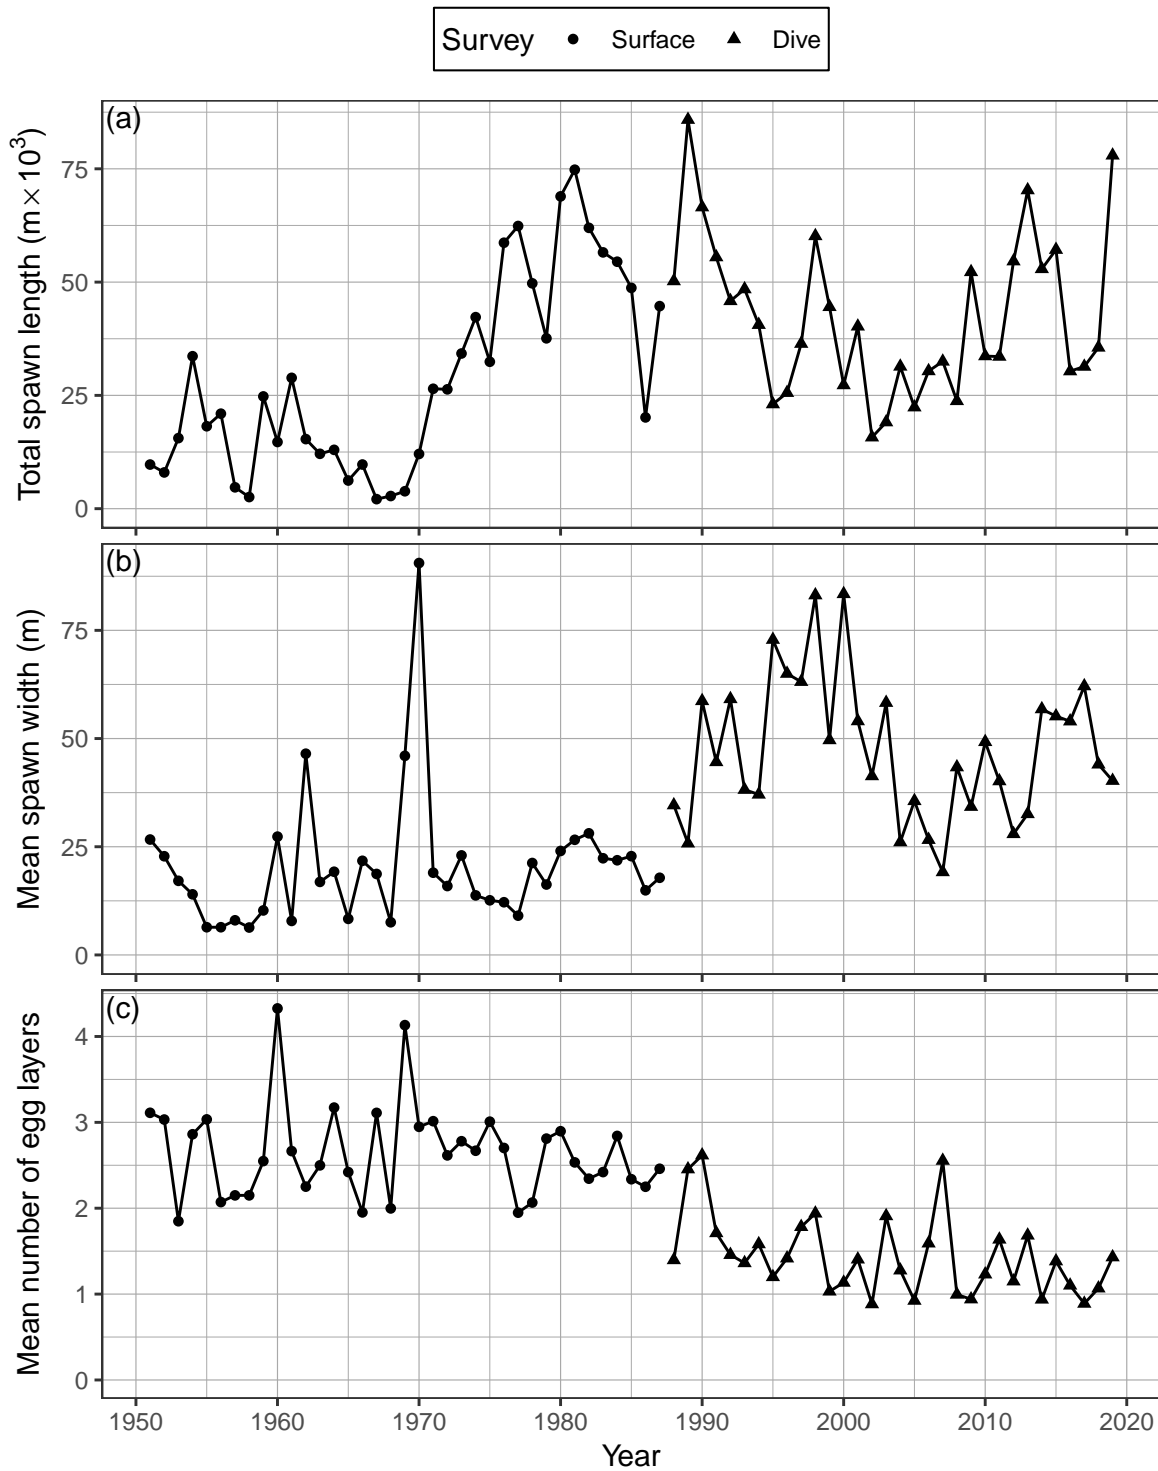 Survey Surface Dive
(a)
Total spawn length (m×10³)
75
50
25
0
(b)
Mean spawn width (m)
75
50
25
0
(c)
Mean number of egg layers
4
3
2
1
0
1950 1960 1970 1980 1990 2000 2010 2020
Year